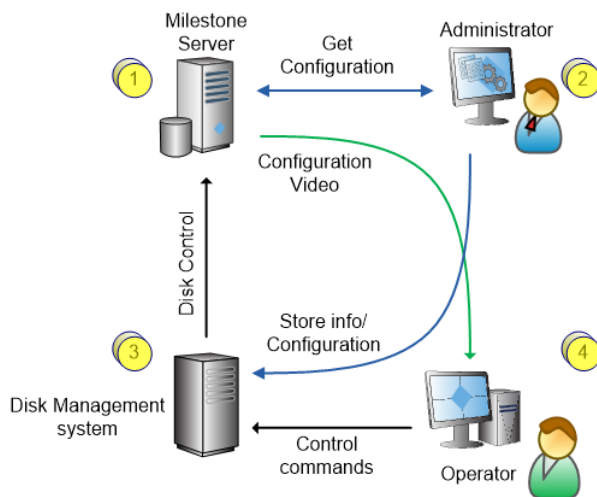 Milestone
Server
1
Get
Configuration
Administrator
2
Configuration
Video
Disk Control
Store info/
Configuration
3
Disk Management
system
4
Control
commands
Operator